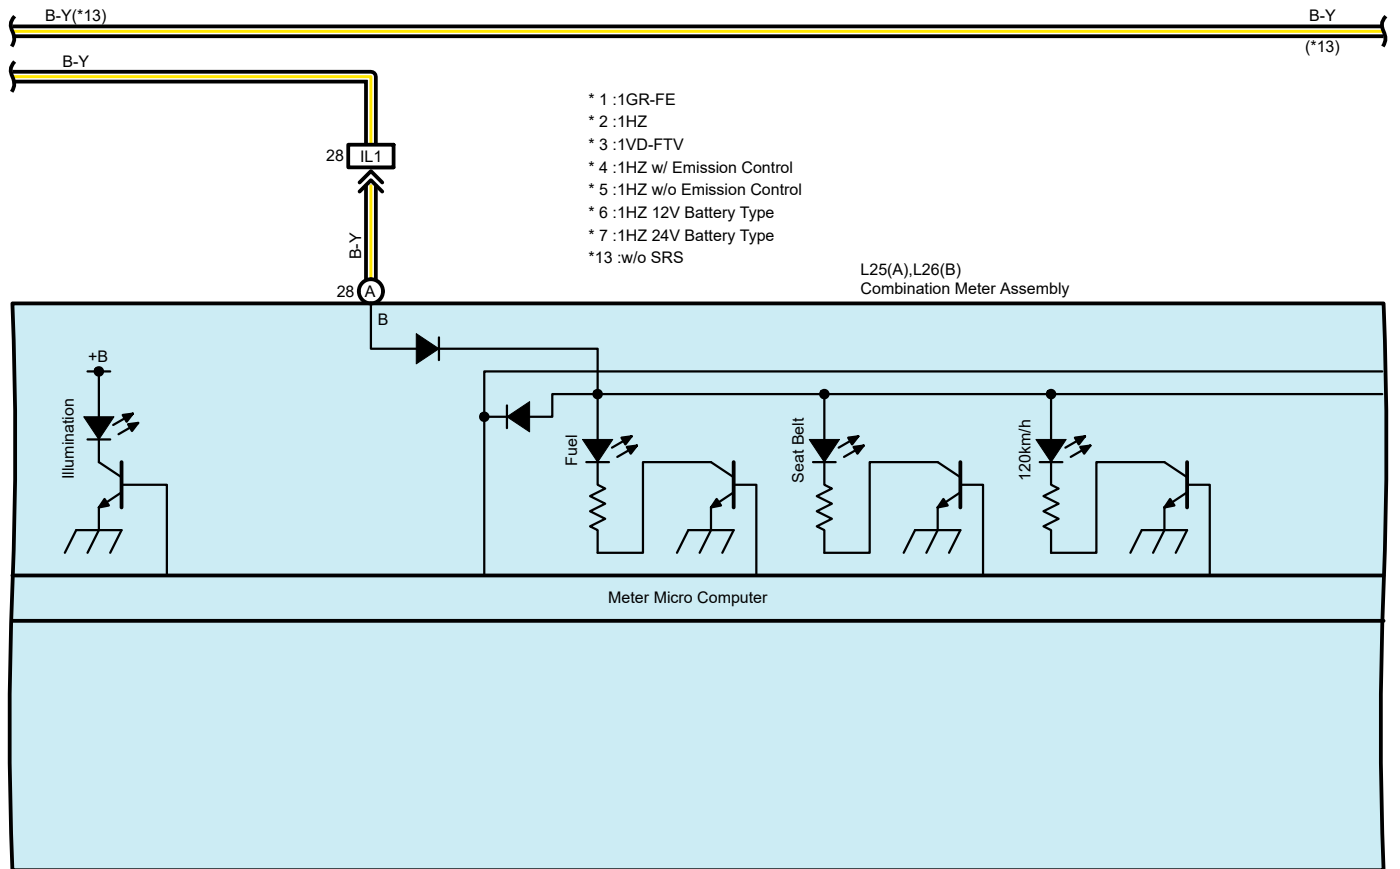 B-Y(*13)
B-Y
(*13)
B-Y
* 1 :1GR-FE
* 2 :1HZ
* 3 :1VD-FTV
* 4 :1HZ w/ Emission Control
* 5 :1HZ w/o Emission Control
* 6 :1HZ 12V Battery Type
* 7 :1HZ 24V Battery Type
*13 :w/o SRS
28
IL1
B-Y
28
A
L25(A),L26(B)
Combination Meter Assembly
B
+B
Illumination
Fuel
Seat Belt
120km/h
Meter Micro Computer